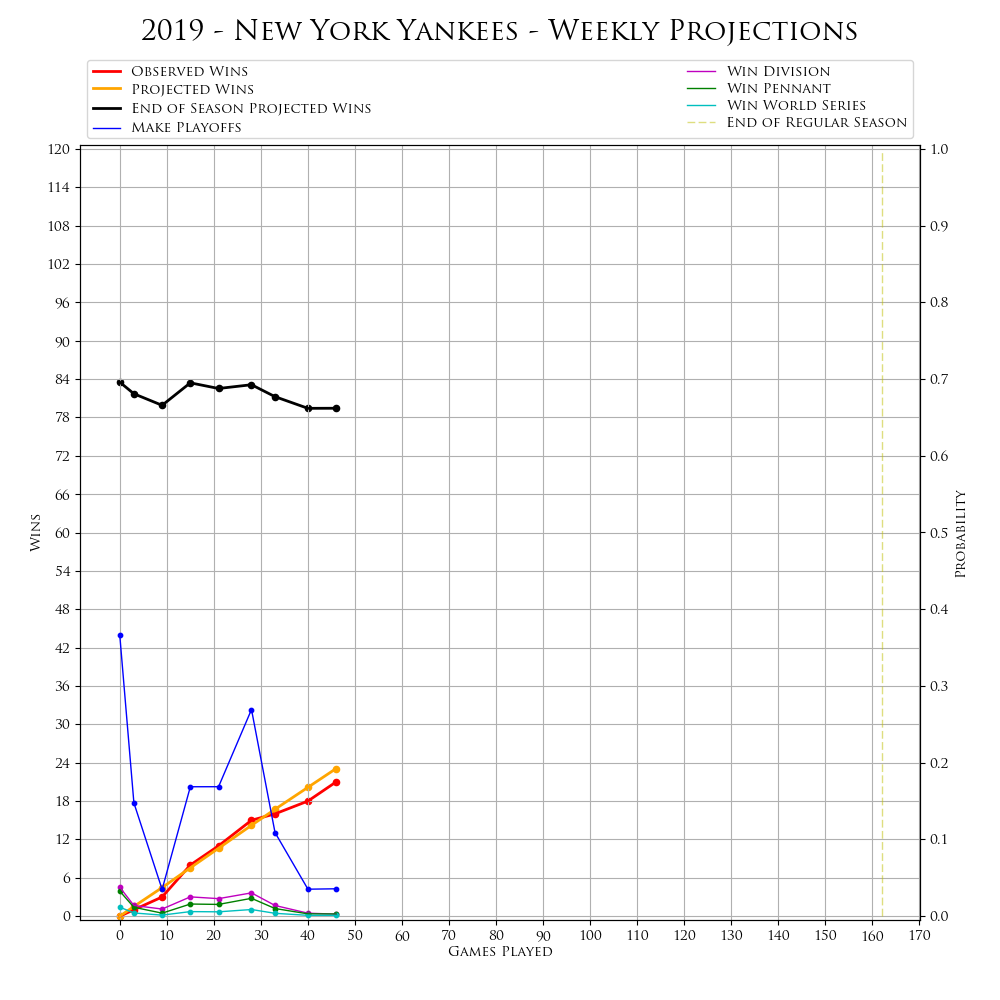 2019 - New York Yankees - Weekly Projections
Observed Wins
Projected Wins
End of Season Projected Wins
Make Playoffs
Win Division
Win Pennant
Win World Series
End of Regular Season
120
114
108
102
96
90
84
78
72
66
60
54
48
42
36
30
24
18
12
6
0
Wins
1.0
0.9
0.8
0.7
0.6
0.5
0.4
0.3
0.2
0.1
0.0
Probability
0 10 20 30 40 50 60 70 80 90 100 110 120 130 140 150 160 170
Games Played